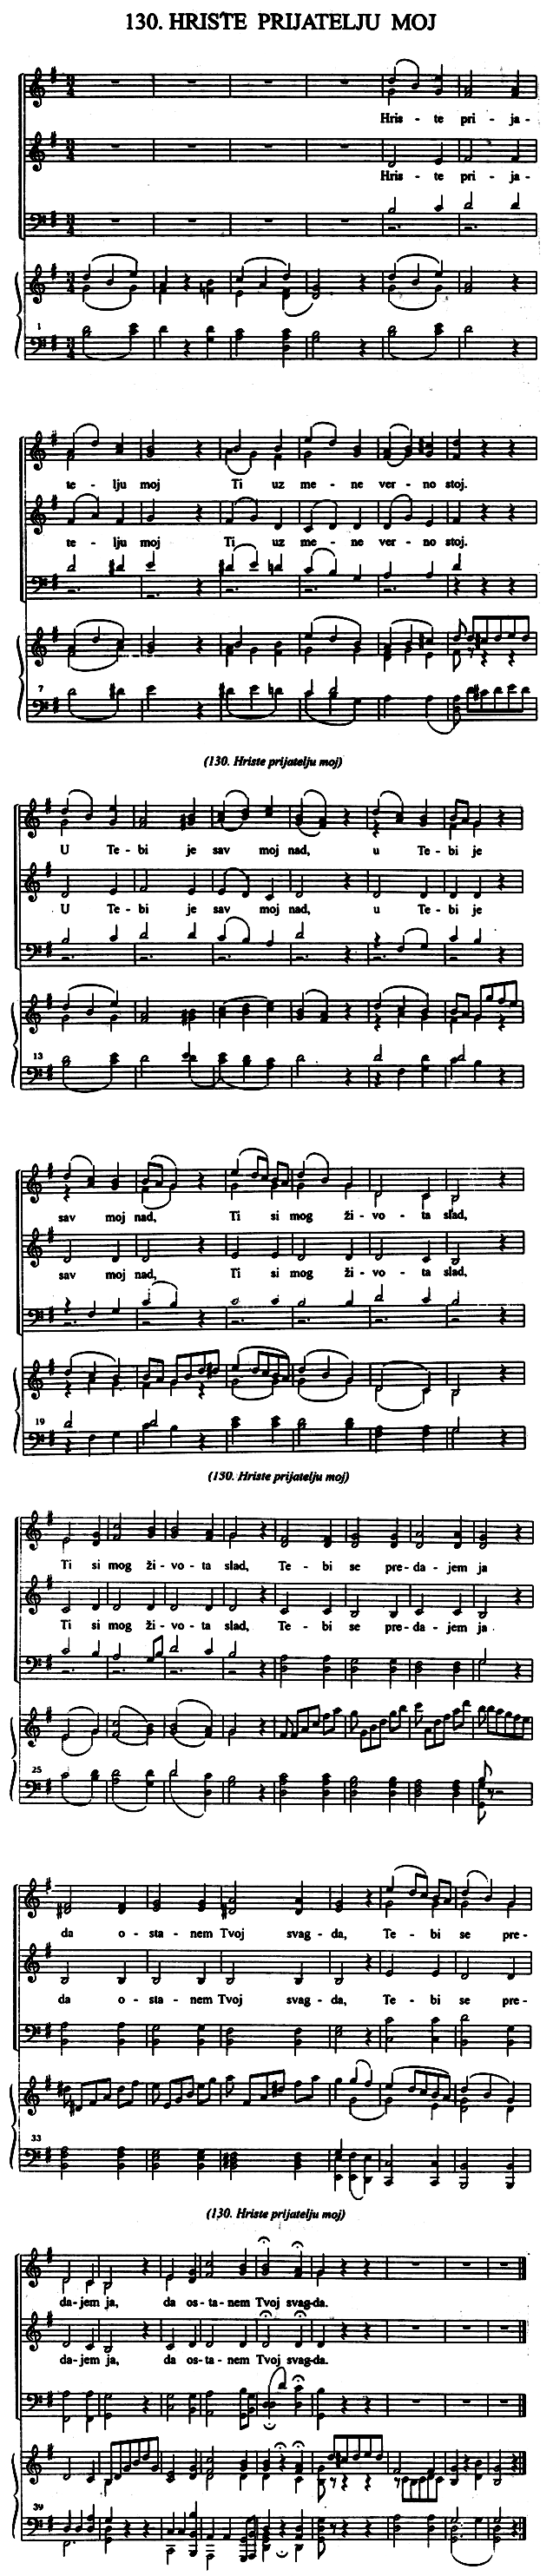 130. HRISTE PRIJATELJU MOJ
Hris - te pri - ja -
Hris - te pri - ja -
1
te - lju moj Ti uz me - ne ver - no stoj.
te - lju moj Ti uz me - ne ver - no stoj.
7
(130. Hriste prijatelju moj)
U Te - bi je sav moj nad, u Te - bi je
U Te - bi je sav moj nad, u Te - bi je
13
sav moj nad, Ti si mog ži - vo - ta slad,
sav moj nad, Ti si mog ži - vo - ta slad,
19
(130. Hriste prijatelju moj)
Ti si mog ži - vo - ta slad, Te - bi se pre - da - jem ja
Ti si mog ži - vo - ta slad, Te - bi se pre - da - jem ja
25
da o - sta - nem Tvoj svag - da, Te - bi se pre -
da o - sta - nem Tvoj svag - da, Te - bi se pre -
33
(130. Hriste prijatelju moj)
da - jem ja, da os - ta - nem Tvoj svag-da.
da - jem ja, da os - ta - nem Tvoj svag-da.
39